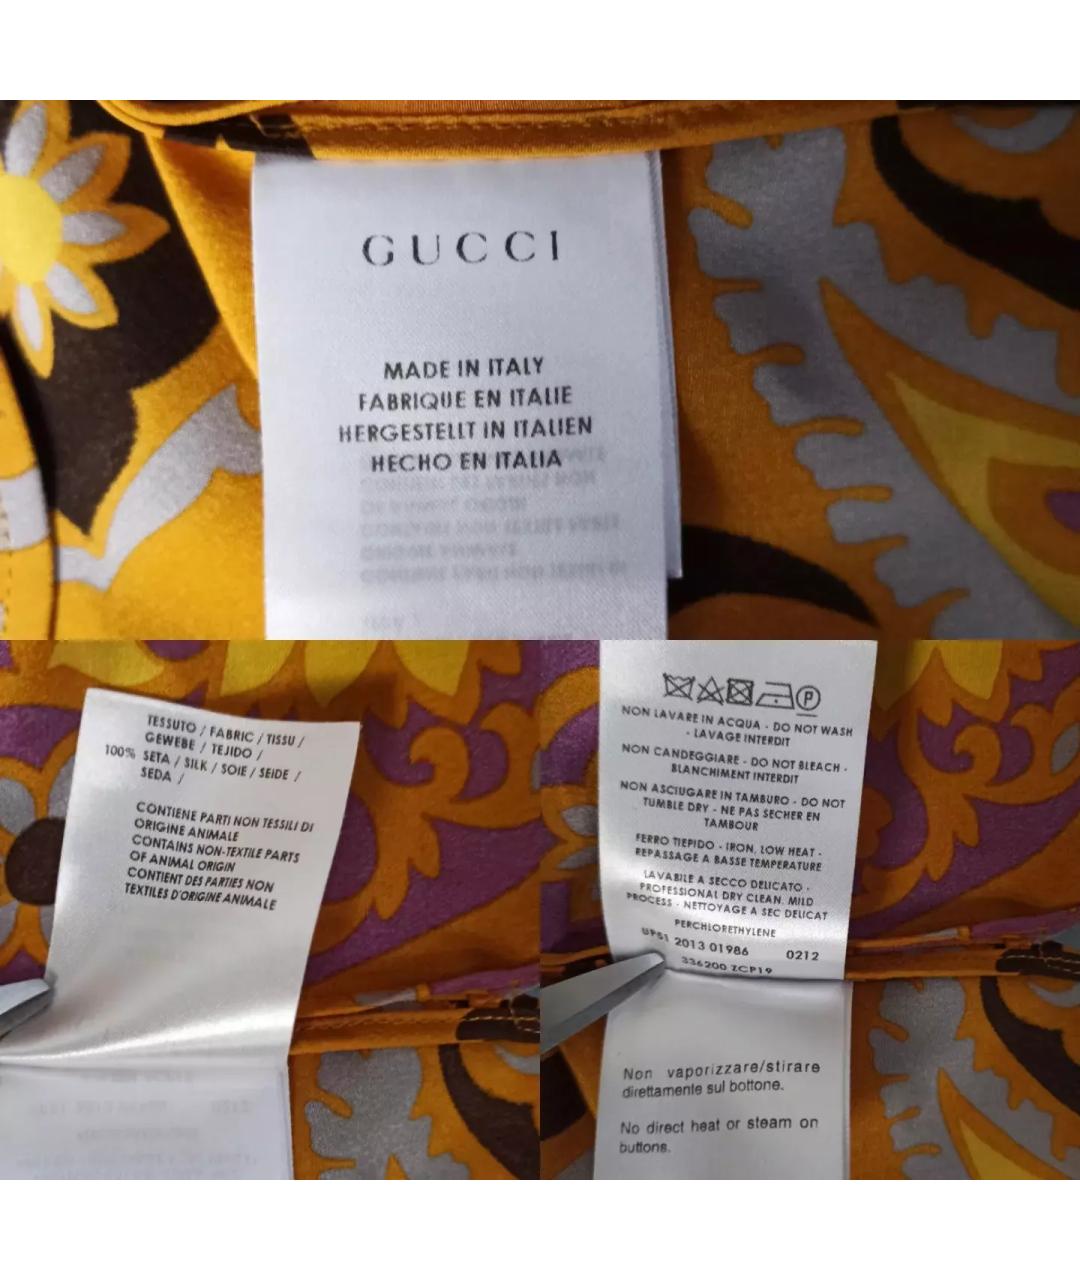 GUCCI
MADE IN ITALY
FABRIQUE EN ITALIE
HERGESTELLT IN ITALIEN
HECHO EN ITALIA
TESSUTO / FABRIC / TISSU /
GEWEBE / TEJIDO /
100% SETA / SILK / SOIE / SEIDE /
SEDA /
CONTIENE PARTI NON TESSILI DI
ORIGINE ANIMALE
CONTAINS NON-TEXTILE PARTS
OF ANIMAL ORIGIN
CONTIENT DES PARTIES NON
TEXTILES D'ORIGINE ANIMALE
P
NON LAVARE IN ACQUA - DO NOT WASH
- LAVAGE INTERDIT
NON CANDEGGIARE - DO NOT BLEACH -
BLANCHIMENT INTERDIT
NON ASCIUGARE IN TAMBURO - DO NOT
TUMBLE DRY - NE PAS SECHER EN
TAMBOUR
FERRO TIEPIDO - IRON, LOW HEAT -
REPASSAGE A BASSE TEMPERATURE
LAVABILE A SECCO DELICATO -
PROFESSIONAL DRY CLEAN. MILD
PROCESS - NETTOYAGE A SEC DELICAT
PERCHLORETHYLENE
UPS1 2013 01986 0212
336200 ZCP19
Non vaporizzare/stirare
direttamente sul bottone.
No direct heat or steam on
buttons.